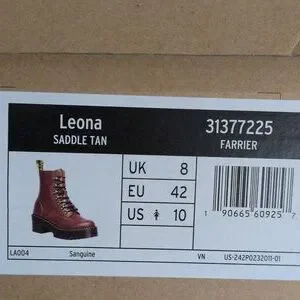 Leona 31377225
SADDLE TAN FARRIER
UK 8
EU 42
US 10
1 90665 60925 7
LA004 Sanguine VN US-242P0232011-01